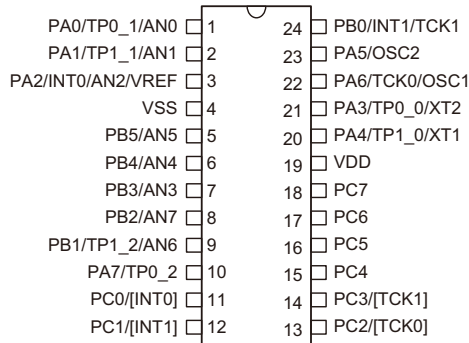 PA0/TP0_1/AN0 1 24 PB0/INT1/TCK1
PA1/TP1_1/AN1 2 23 PA5/OSC2
PA2/INT0/AN2/VREF 3 22 PA6/TCK0/OSC1
VSS 4 21 PA3/TP0_0/XT2
PB5/AN5 5 20 PA4/TP1_0/XT1
PB4/AN4 6 19 VDD
PB3/AN3 7 18 PC7
PB2/AN7 8 17 PC6
PB1/TP1_2/AN6 9 16 PC5
PA7/TP0_2 10 15 PC4
PC0/[INT0] 11 14 PC3/[TCK1]
PC1/[INT1] 12 13 PC2/[TCK0]